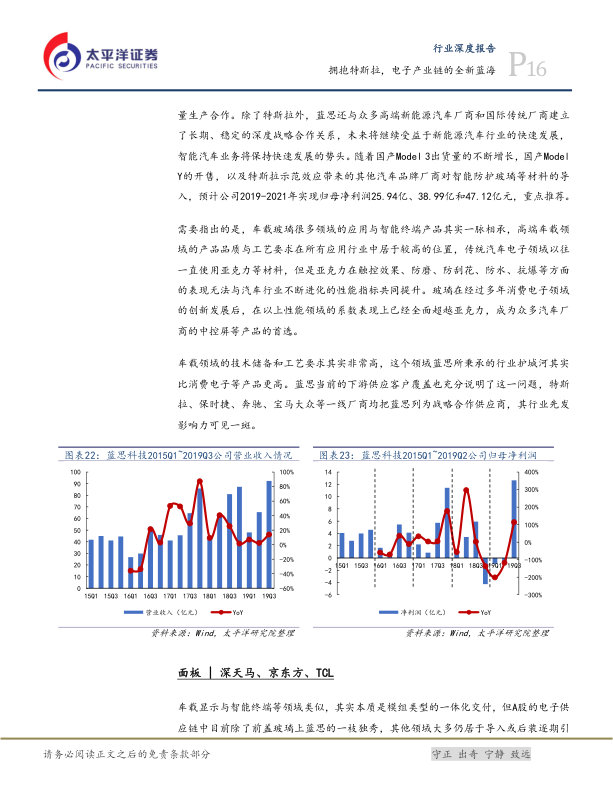 太平洋证券
PACIFIC SECURITIES
行业深度报告
拥抱特斯拉，电子产业链的全新蓝海
P16
量生产合作。除了特斯拉外，蓝思还与众多高端新能源汽车厂商和国际传统厂商建立
了长期、稳定的深度战略合作关系，未来将继续受益于新能源汽车行业的快速发展，
智能汽车业务将保持快速发展的势头。随着国产Model 3出货量的不断增长，国产Model
Y的开售，以及特斯拉示范效应带来的其他汽车品牌厂商对智能防护玻璃等材料的导
入，预计公司2019-2021年实现归母净利润25.94亿、38.99亿和47.12亿元，重点推荐。
需要指出的是，车载玻璃很多领域的应用与智能终端产品其实一脉相承，高端车载领
域的产品品质与工艺要求在所有应用行业中居于较高的位置，传统汽车电子领域以往
一直使用亚克力等材料，但是亚克力在触控效果、防磨、防刮花、防水、抗爆等方面
的表现无法与汽车行业不断进化的性能指标共同提升。玻璃在经过多年消费电子领域
的创新发展后，在以上性能领域的系数表现上已经全面超越亚克力，成为众多汽车厂
商的中控屏等产品的首选。
车载领域的技术储备和工艺要求其实非常高，这个领域蓝思所秉承的行业护城河其实
比消费电子等产品更高。蓝思当前的下游供应客户覆盖也充分说明了这一问题，特斯
拉、保时捷、奔驰、宝马大众等一线厂商均把蓝思列为战略合作供应商，其行业先发
影响力可见一斑。
图表22：蓝思科技2015Q1~2019Q3公司营业收入情况
100
90
80
70
60
50
40
30
20
10
0
100%
80%
60%
40%
20%
0%
-20%
-40%
-60%
15Q1 15Q3 16Q1 16Q3 17Q1 17Q3 18Q1 18Q3 19Q1 19Q3
营业收入（亿元） YoY
资料来源：Wind，太平洋研究院整理
图表23：蓝思科技2015Q1~2019Q2公司归母净利润
14
12
10
8
6
4
2
0
-2
-4
-6
400%
300%
200%
100%
0%
-100%
-200%
-300%
15Q1 15Q3 16Q1 16Q3 17Q1 17Q3 18Q1 18Q3 19Q1 19Q3
净利润（亿元） YoY
资料来源：Wind，太平洋研究院整理
面板 | 深天马、京东方、TCL
车载显示与智能终端等领域类似，其实本质是模组类型的一体化交付，但A股的电子供
应链中目前除了前盖玻璃上蓝思的一枝独秀，其他领域大多仍居于导入或后装逐期引
请务必阅读正文之后的免责条款部分
守正 出奇 宁静 致远